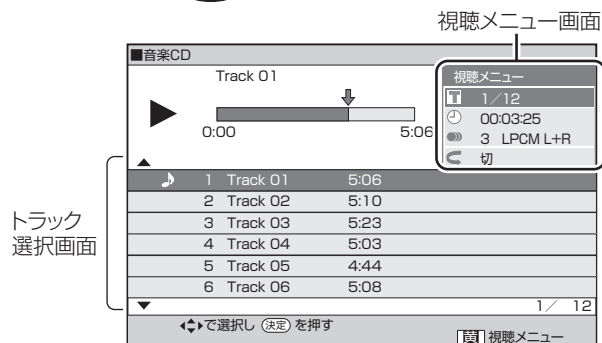 視聴メニュー画面
■音楽CD
Track 01
0:00 5:06
視聴メニュー
T 1/12
00:03:25
3 LPCM L+R
切
トラック
選択画面
1 Track 01 5:06
2 Track 02 5:10
3 Track 03 5:23
4 Track 04 5:03
5 Track 05 4:44
6 Track 06 5:08
1/ 12
で選択し 決定 を押す
黄 視聴メニュー